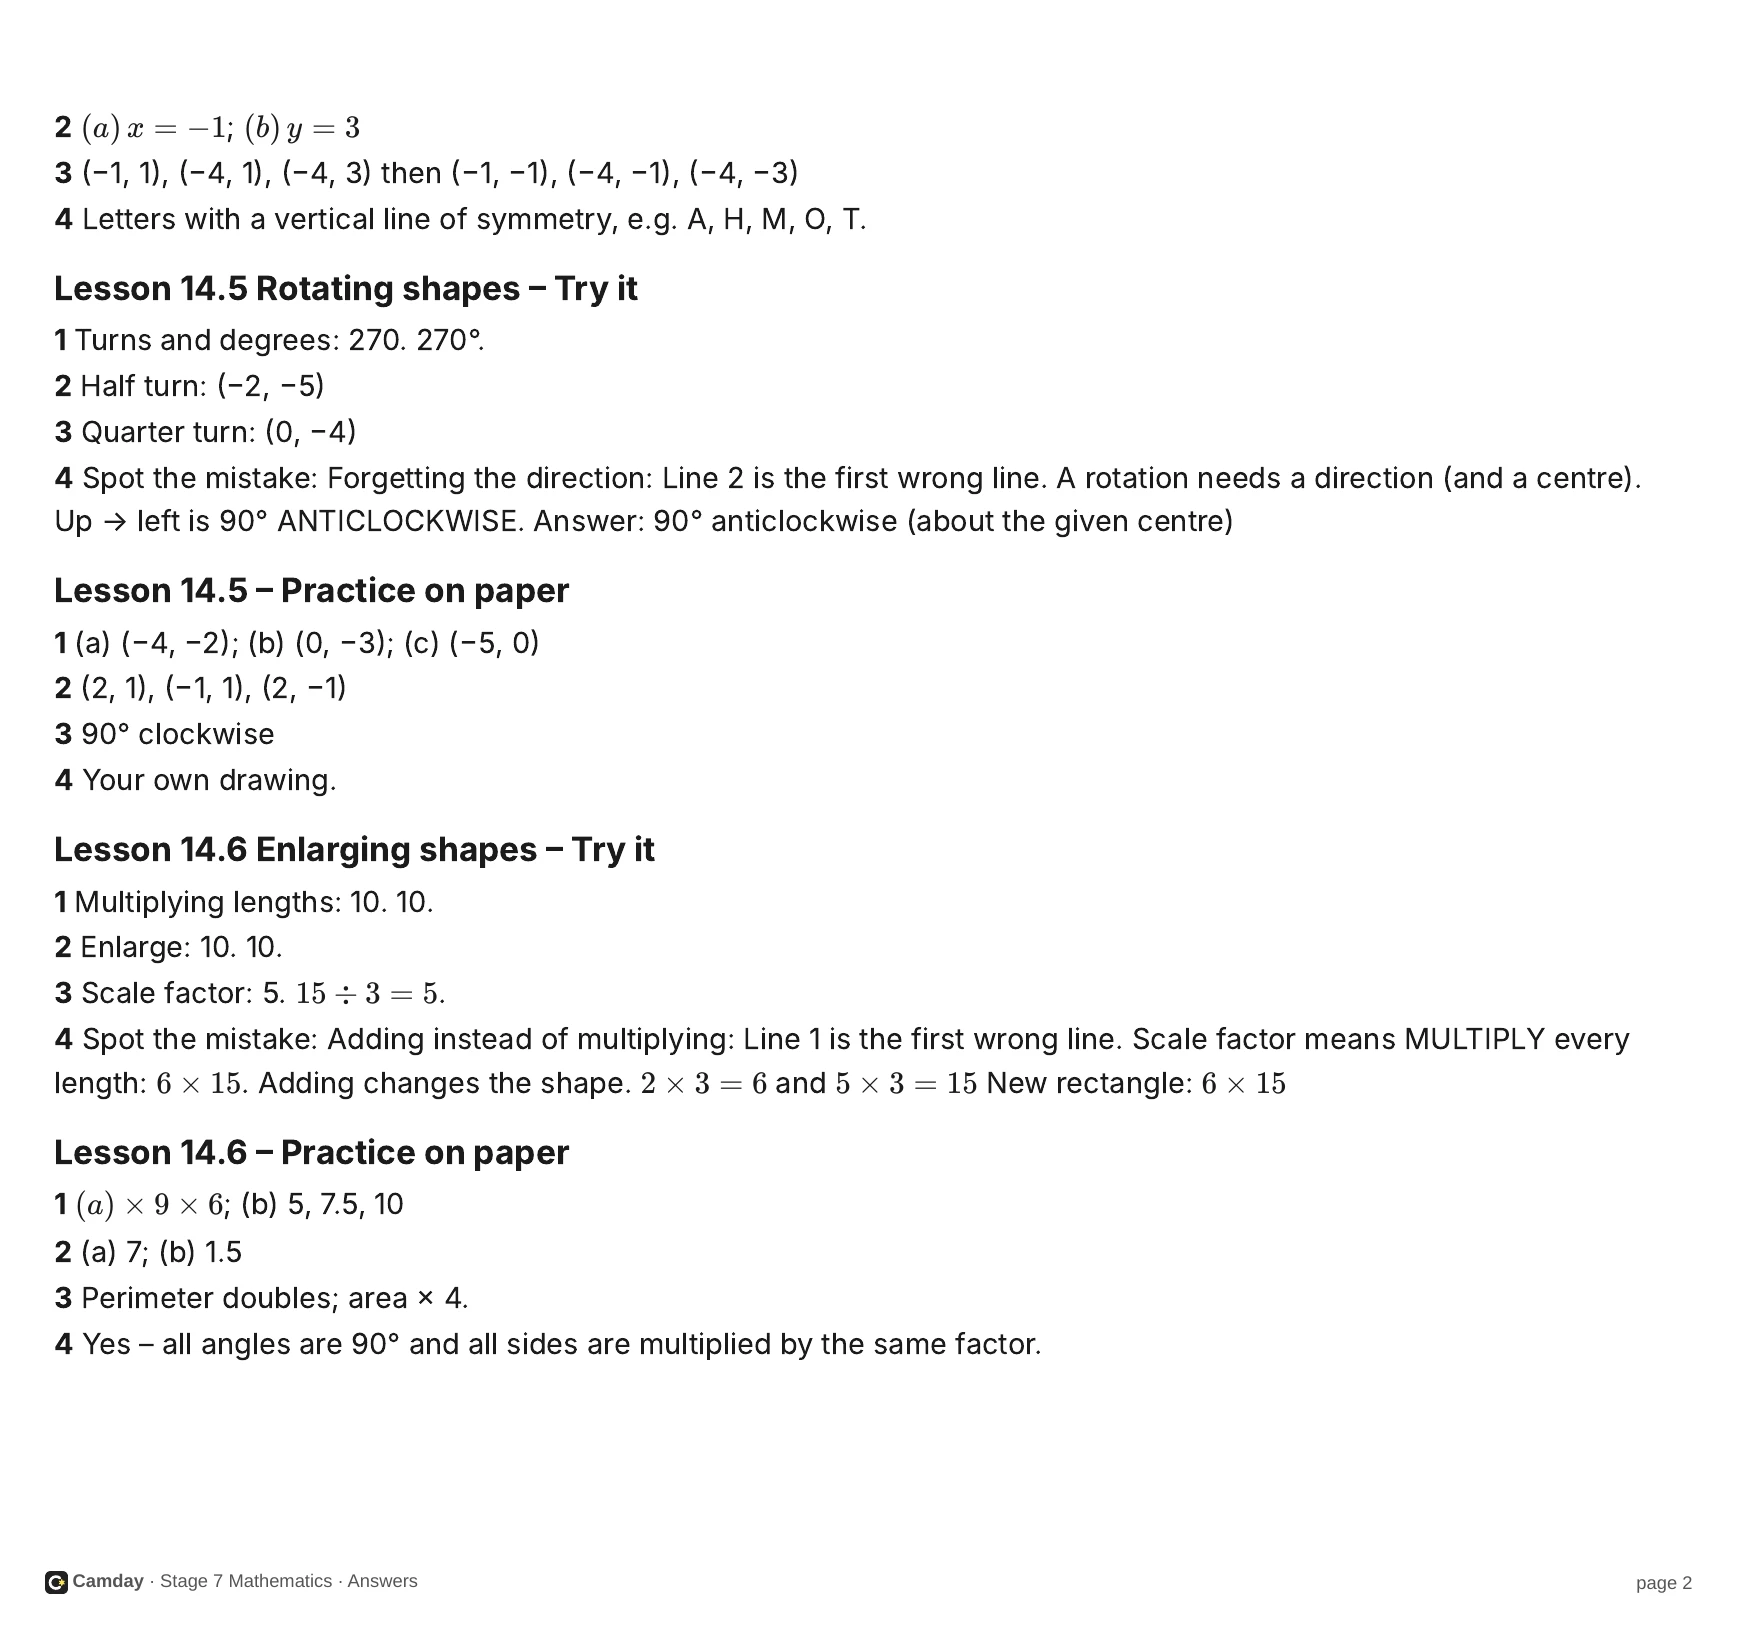 2 (a) x = −1; (b) y = 3
3 (−1, 1), (−4, 1), (−4, 3) then (−1, −1), (−4, −1), (−4, −3)
4 Letters with a vertical line of symmetry, e.g. A, H, M, O, T.
Lesson 14.5 Rotating shapes – Try it
1 Turns and degrees: 270. 270°.
2 Half turn: (−2, −5)
3 Quarter turn: (0, −4)
4 Spot the mistake: Forgetting the direction: Line 2 is the first wrong line. A rotation needs a direction (and a centre).
Up → left is 90° ANTICLOCKWISE. Answer: 90° anticlockwise (about the given centre)
Lesson 14.5 – Practice on paper
1 (a) (−4, −2); (b) (0, −3); (c) (−5, 0)
2 (2, 1), (−1, 1), (2, −1)
3 90° clockwise
4 Your own drawing.
Lesson 14.6 Enlarging shapes – Try it
1 Multiplying lengths: 10. 10.
2 Enlarge: 10. 10.
3 Scale factor: 5. 15 ÷ 3 = 5.
4 Spot the mistake: Adding instead of multiplying: Line 1 is the first wrong line. Scale factor means MULTIPLY every
length: 6 × 15. Adding changes the shape. 2 × 3 = 6 and 5 × 3 = 15 New rectangle: 6 × 15
Lesson 14.6 – Practice on paper
1 (a) × 9 × 6; (b) 5, 7.5, 10
2 (a) 7; (b) 1.5
3 Perimeter doubles; area × 4.
4 Yes – all angles are 90° and all sides are multiplied by the same factor.
Camday · Stage 7 Mathematics · Answers
page 2